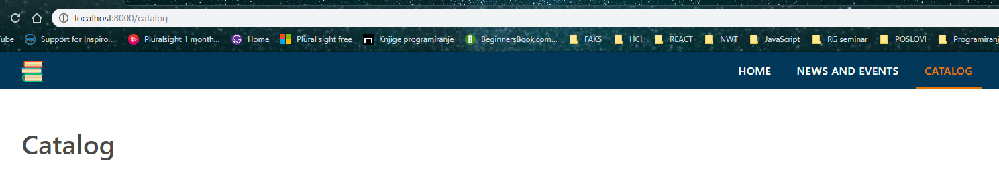 localhost:8000/catalog
Tube Support for Inspiro... Pluralsight 1 month... Home Plural sight free Knjige programiranje BeginnersBook.com... FAKS HCI REACT NWT JavaScript RG seminar POSLOVI Programiranj
HOME NEWS AND EVENTS CATALOG
Catalog